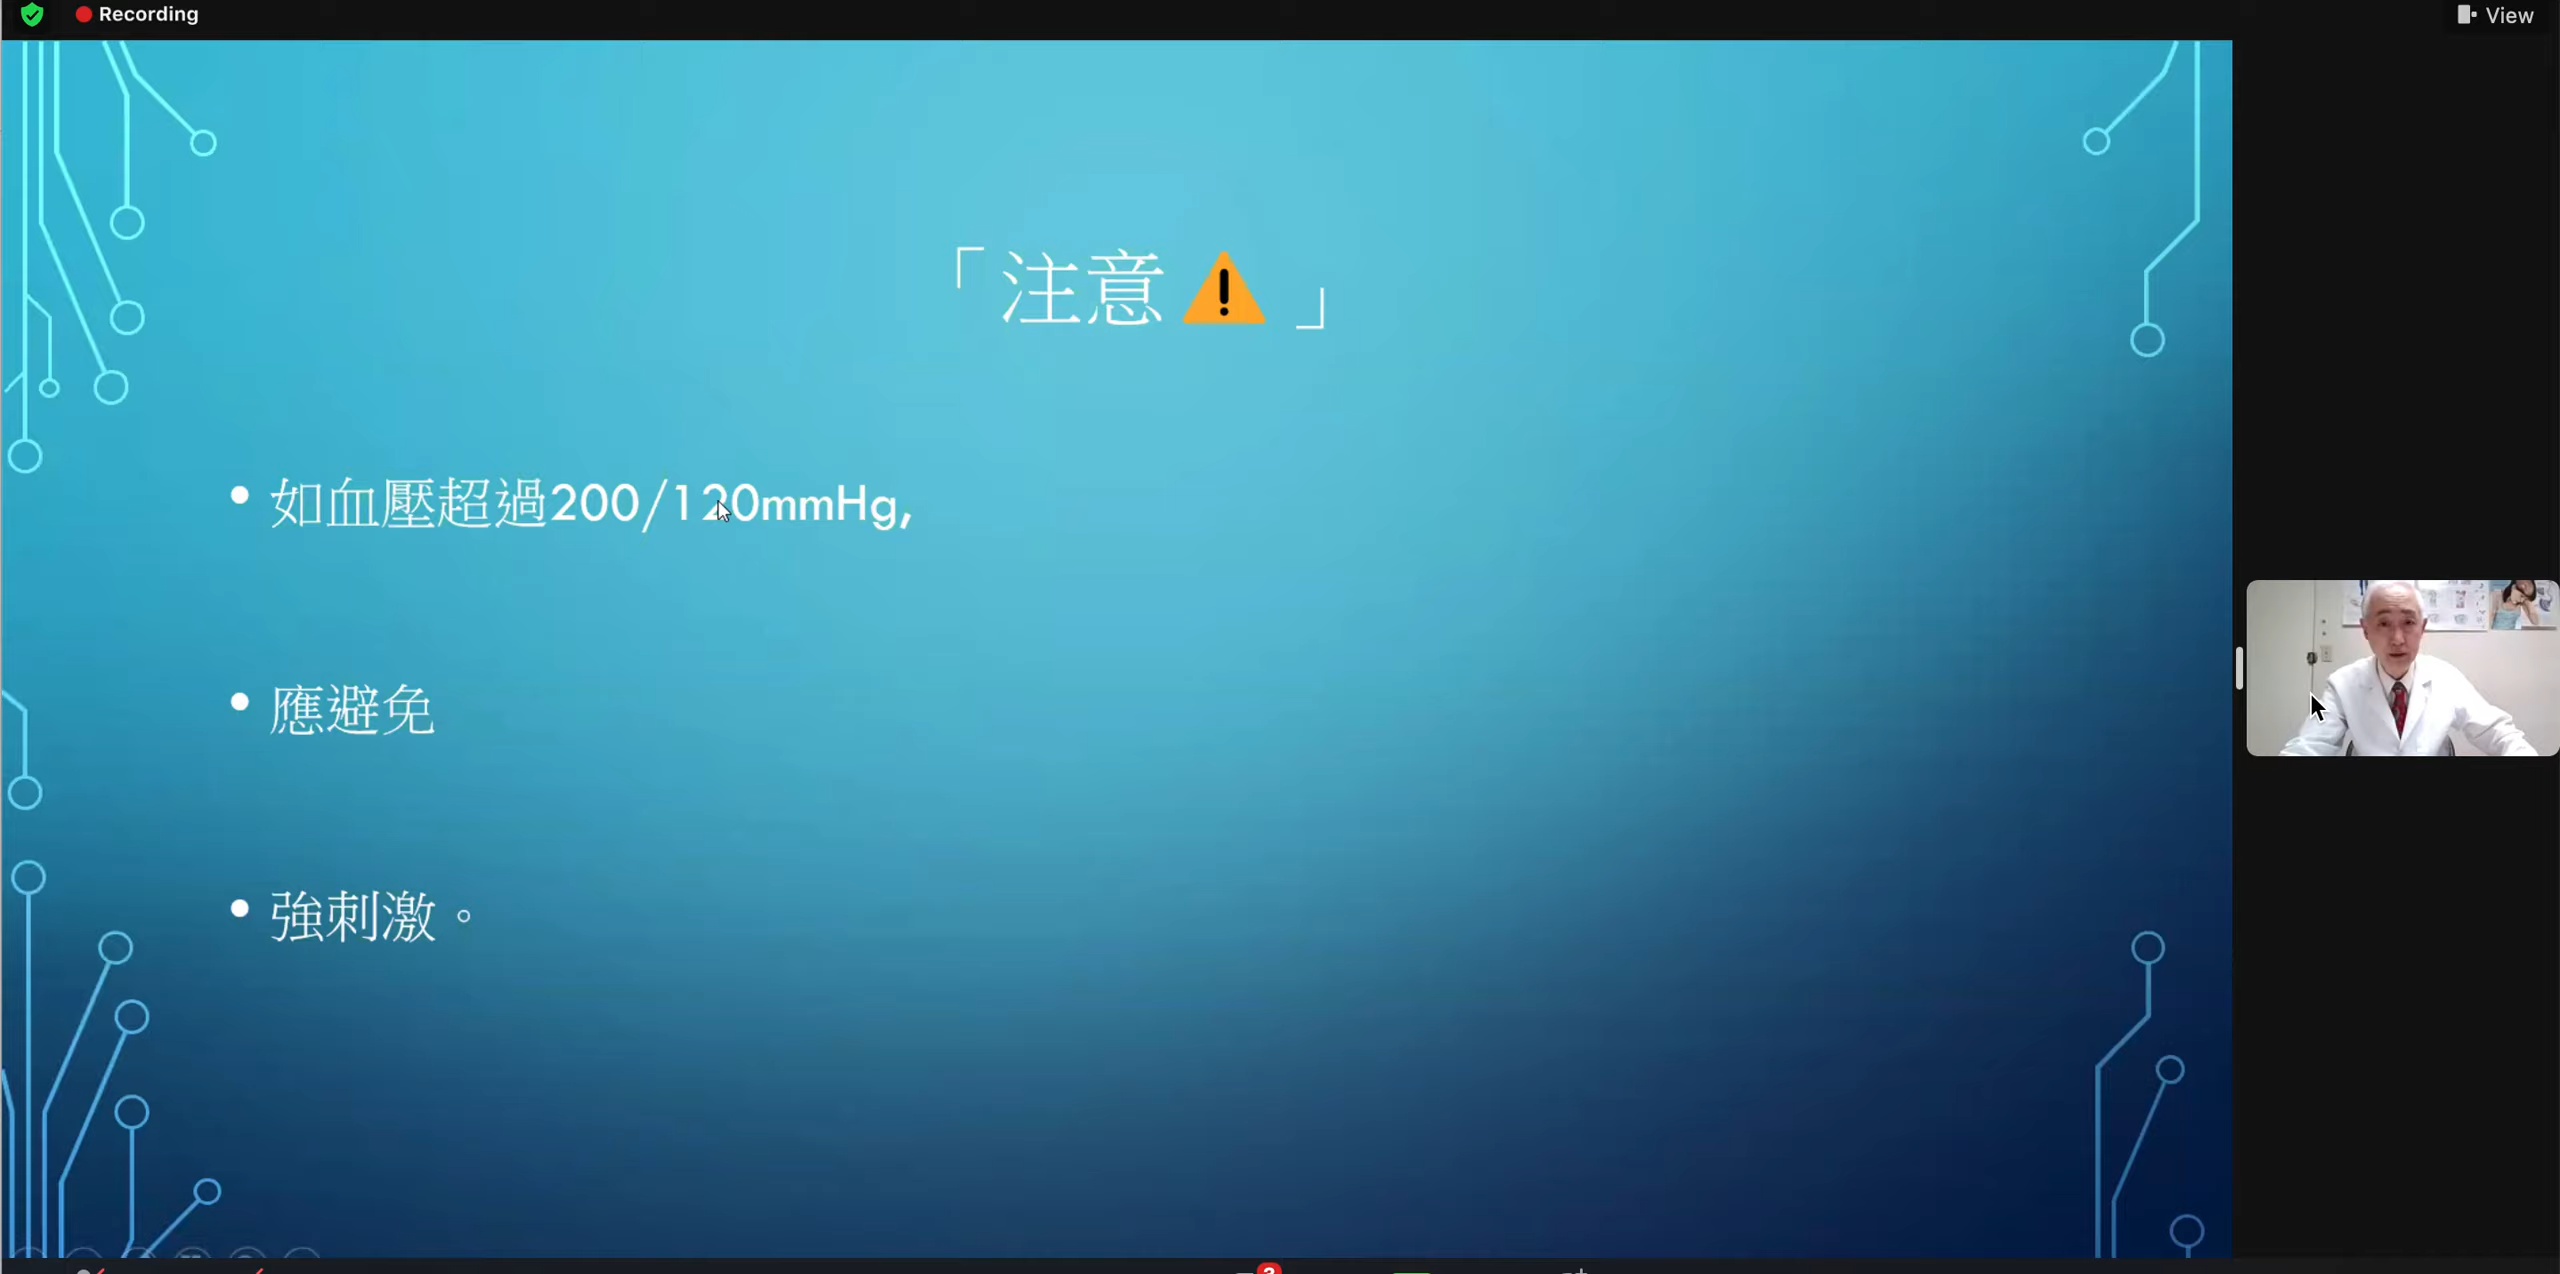 Recording
View
「注意⚠」
• 如血壓超過200/120mmHg,
• 應避免
• 強刺激。